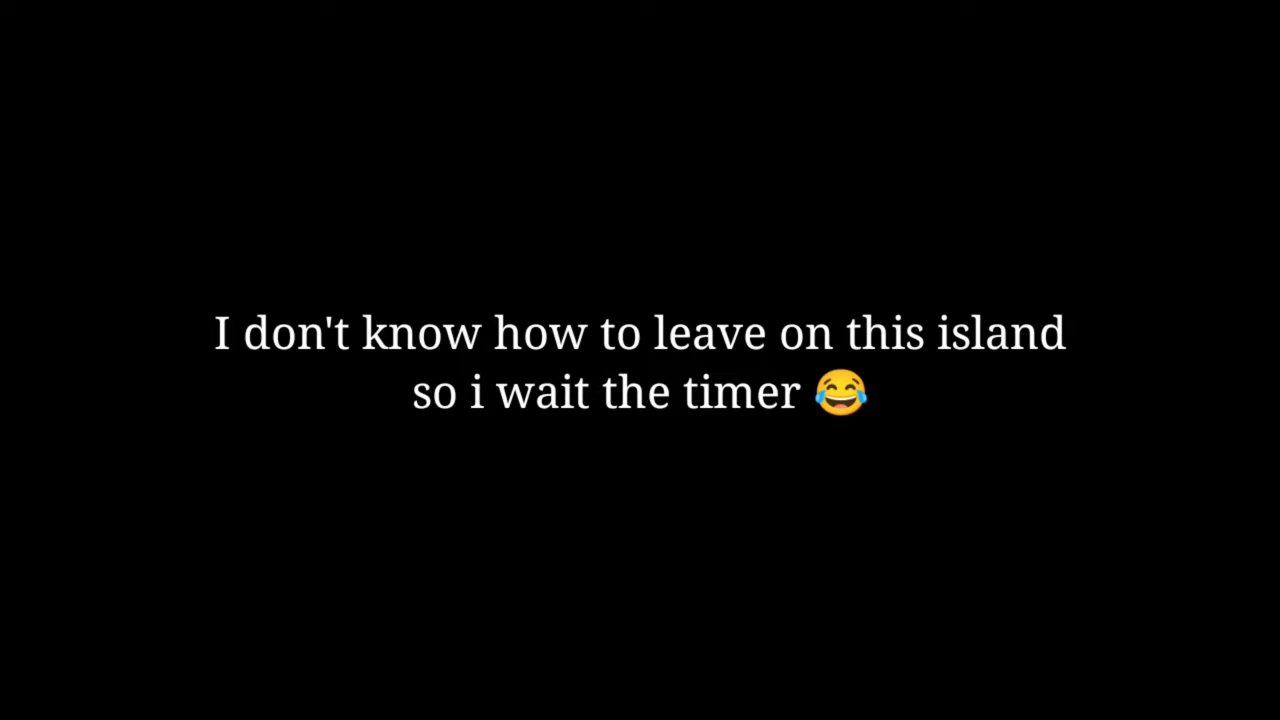 I don't know how to leave on this island
so i wait the timer 😂